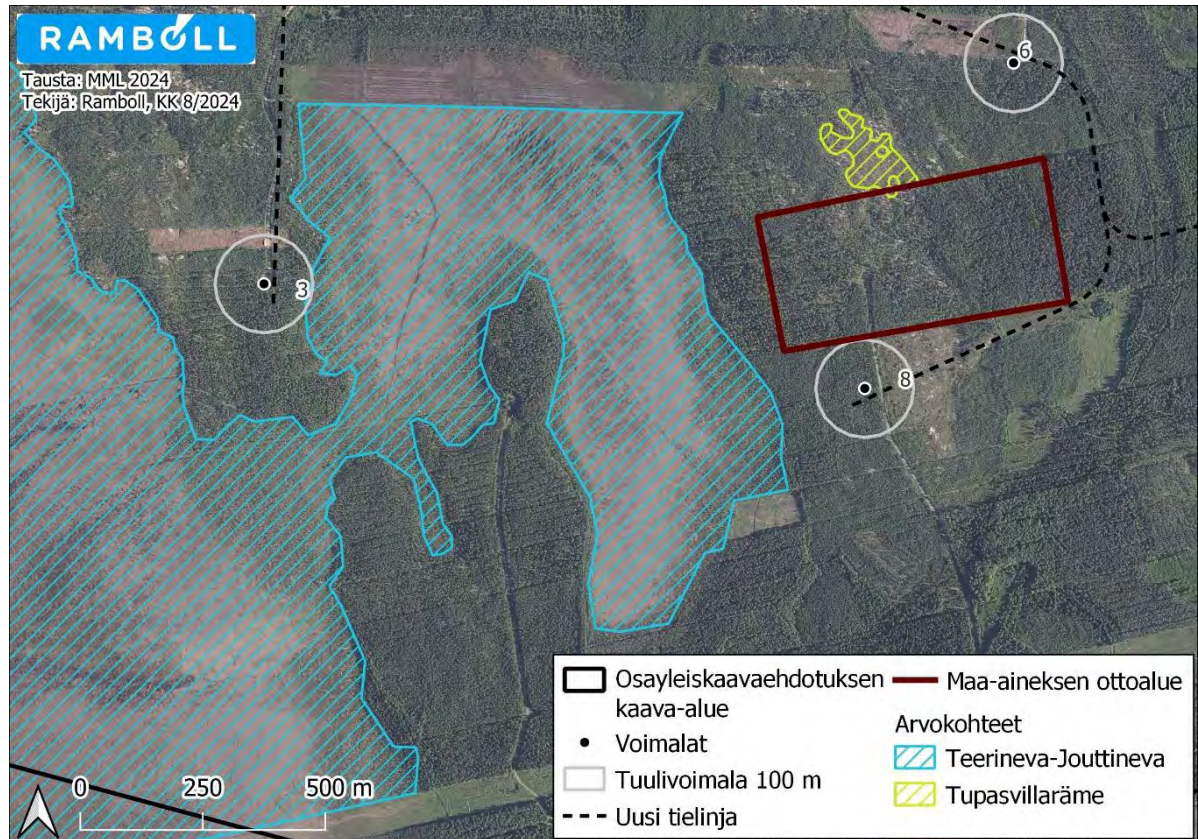 RAMBOLL
Tausta: MML 2024
Tekijä: Ramboll, KK 8/2024
6
3
8
0 250 500 m
Osayleiskaavaehdotuksen
kaava-alue
Voimalat
Tuulivoimala 100 m
Uusi tielinja
Maa-aineksen ottoalue
Arvokohteet
Teerineva-Jouttineva
Tupasvillaräme